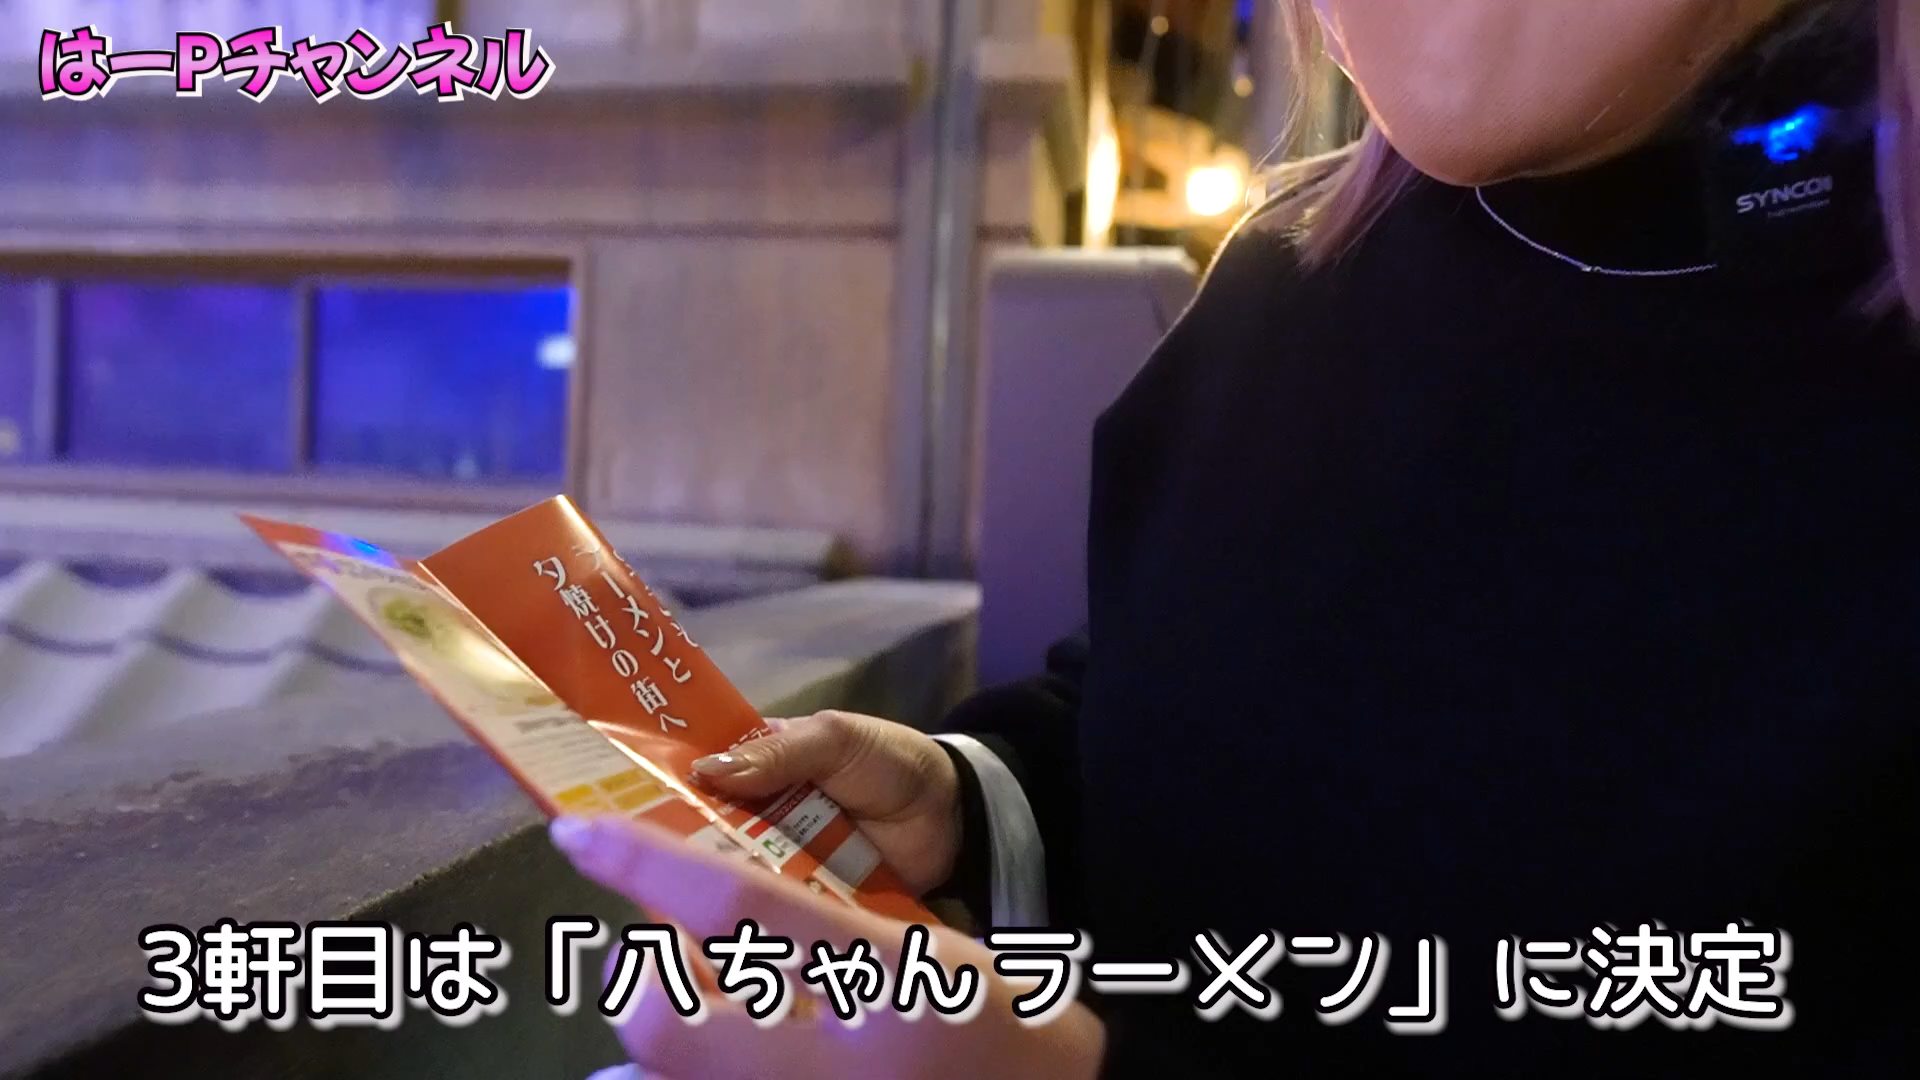 はーPチャンネル
SYNCO
ラーメンと
夕焼けの街へ
3軒目は「八ちゃんラーメン」に決定